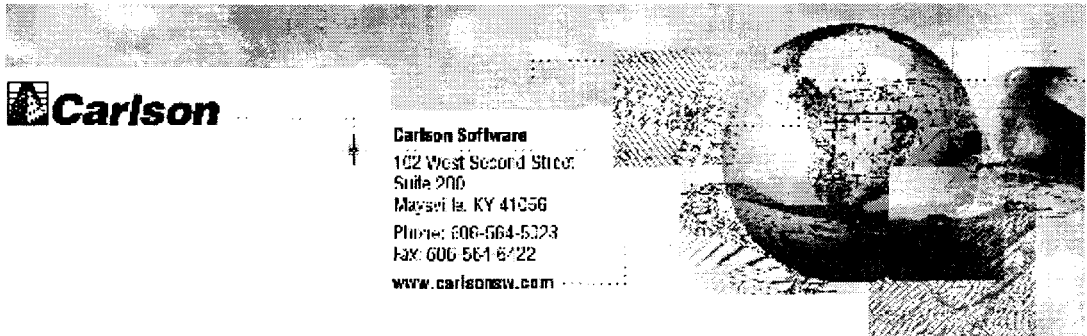 Carlson
Carlson Software
102 West Second Street
Suite 200
Maysville, KY 41056
Phone: 606-564-5028
Fax: 606-564-6422
www.carlsonsw.com